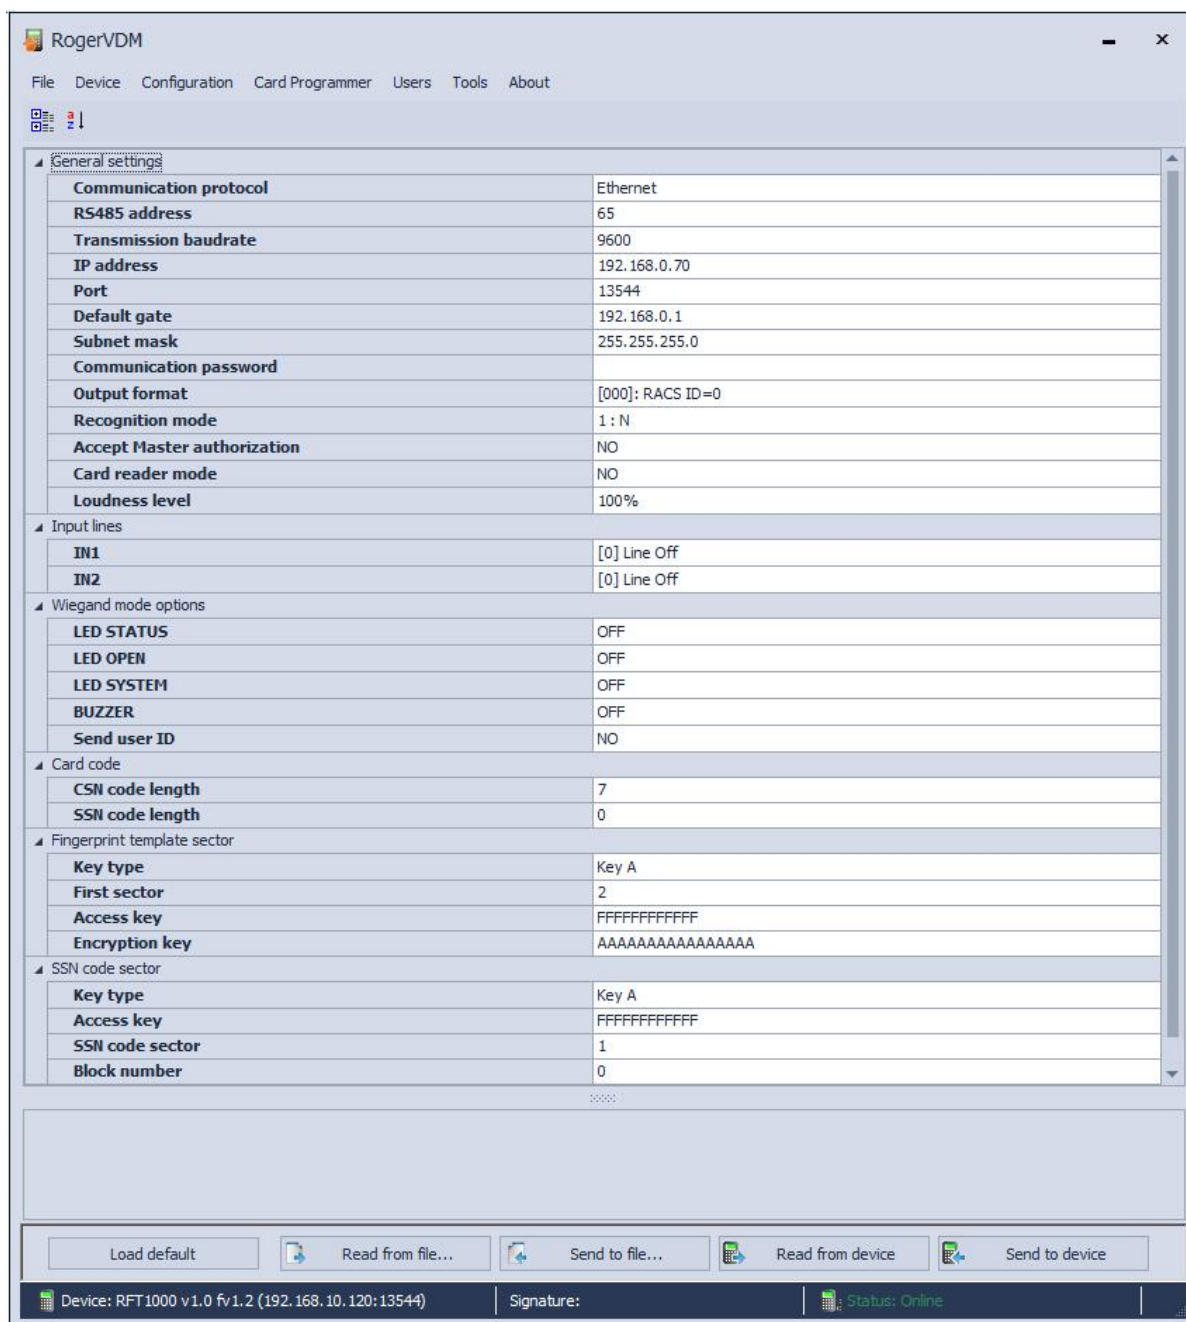 RogerVDM
File Device Configuration Card Programmer Users Tools About
General settings
Communication protocol Ethernet
RS485 address 65
Transmission baudrate 9600
IP address 192.168.0.70
Port 13544
Default gate 192.168.0.1
Subnet mask 255.255.255.0
Communication password
Output format [000]: RACS ID=0
Recognition mode 1 : N
Accept Master authorization NO
Card reader mode NO
Loudness level 100%
Input lines
IN1 [0] Line Off
IN2 [0] Line Off
Wiegand mode options
LED STATUS OFF
LED OPEN OFF
LED SYSTEM OFF
BUZZER OFF
Send user ID NO
Card code
CSN code length 7
SSN code length 0
Fingerprint template sector
Key type Key A
First sector 2
Access key FFFFFFFFFFFF
Encryption key AAAAAAAAAAAAAAAA
SSN code sector
Key type Key A
Access key FFFFFFFFFFFF
SSN code sector 1
Block number 0
Load default Read from file... Send to file... Read from device Send to device
Device: RFT1000 v1.0 fv1.2 (192.168.10.120:13544) Signature: Status: Online